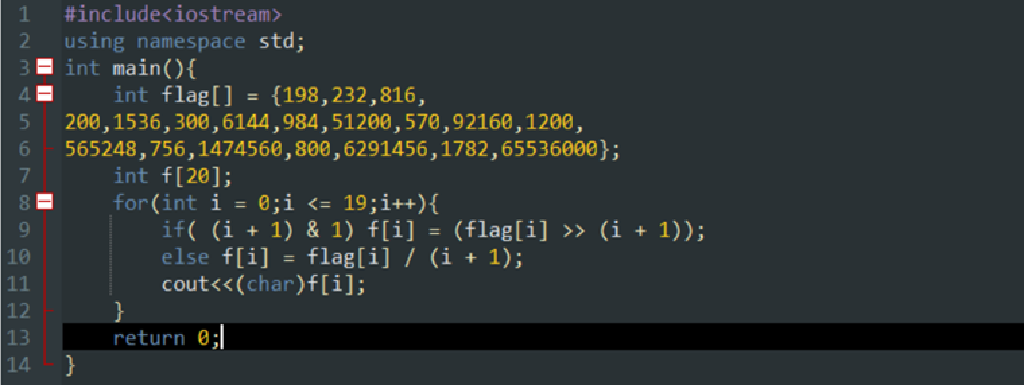 1 #include<iostream>
2 using namespace std;
3 int main(){
4 int flag[] = {198,232,816,
5 200,1536,300,6144,984,51200,570,92160,1200,
6 565248,756,1474560,800,6291456,1782,65536000};
7 int f[20];
8 for(int i = 0;i <= 19;i++){
9 if( (i + 1) & 1) f[i] = (flag[i] >> (i + 1));
10 else f[i] = flag[i] / (i + 1);
11 cout<<(char)f[i];
12 }
13 return 0;
14 }